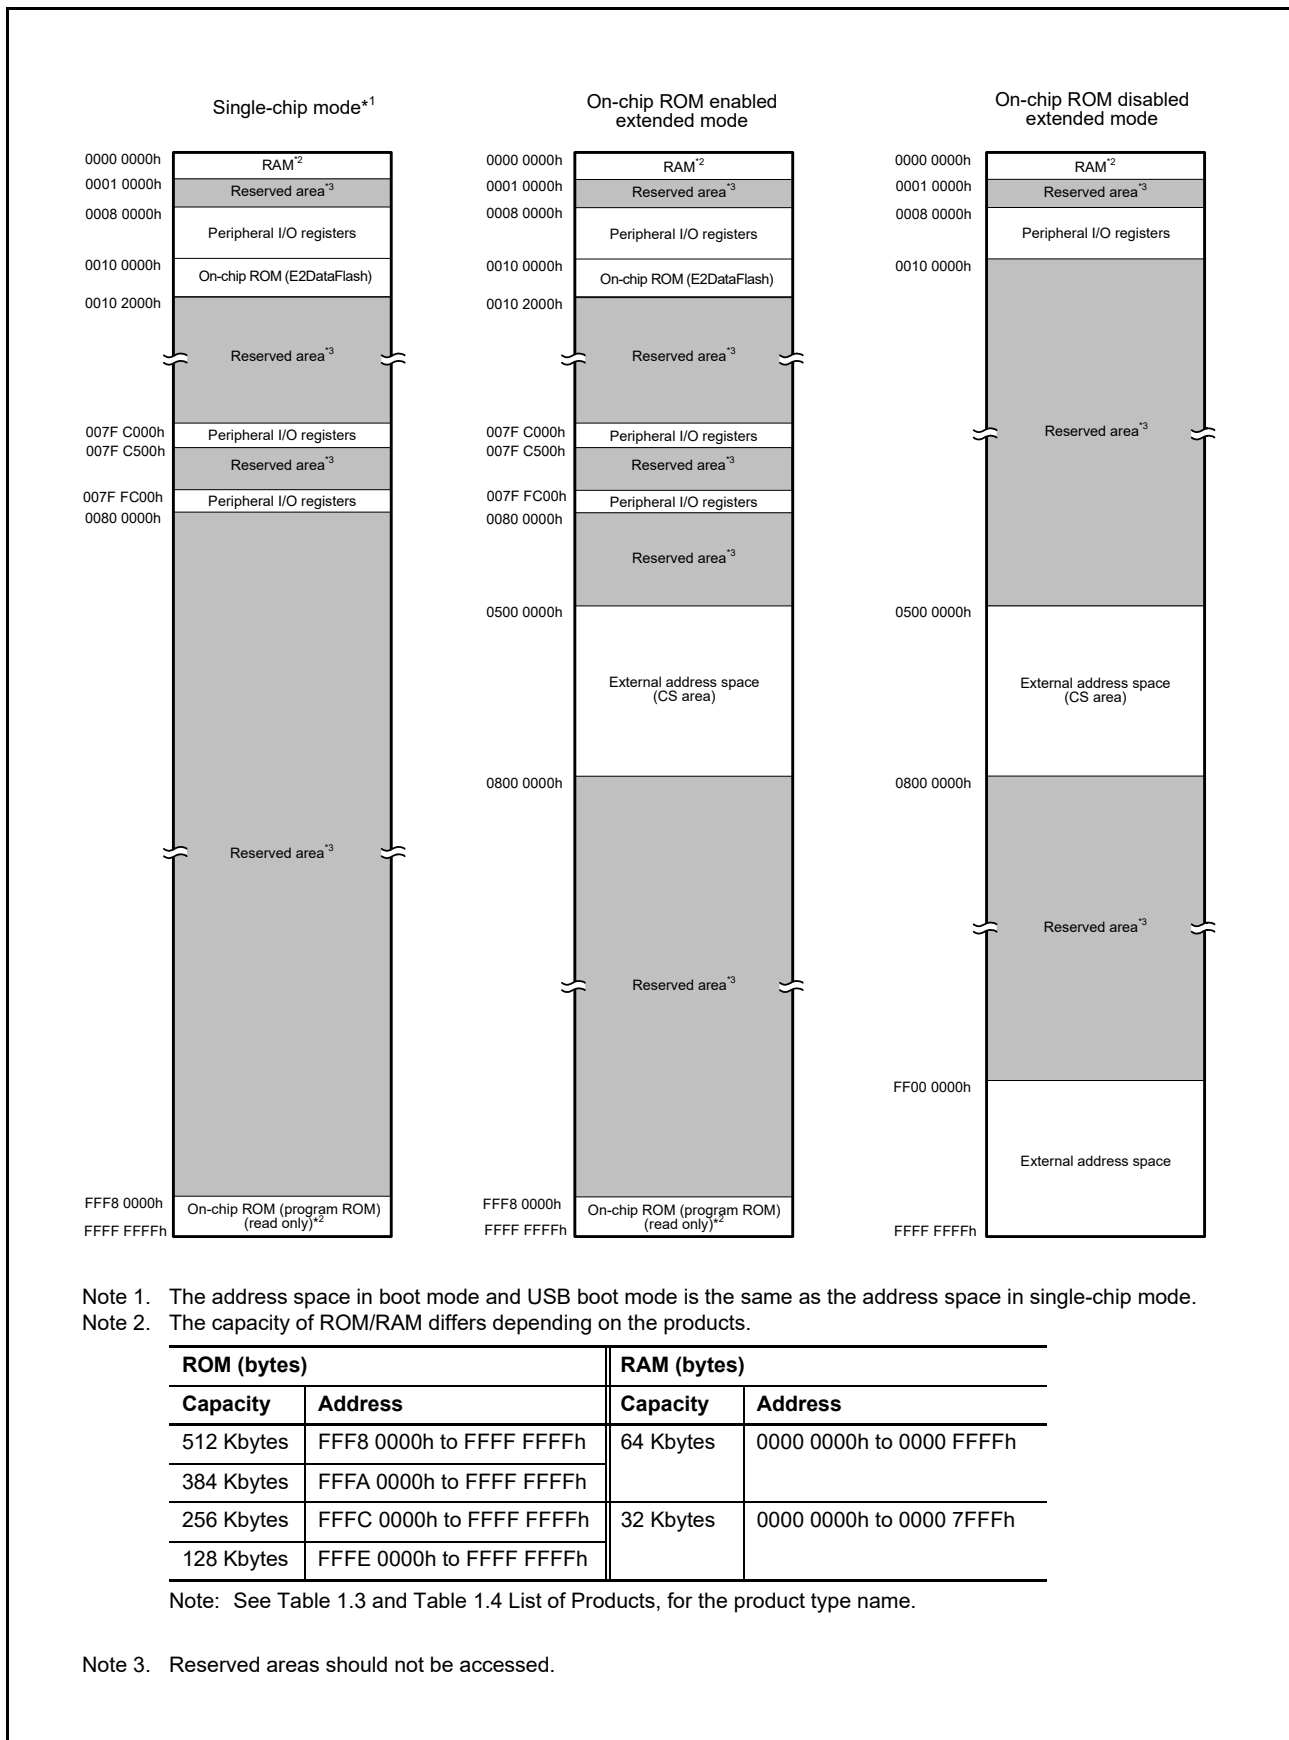 Single-chip mode*1
0000 0000h
RAM*2
0001 0000h
Reserved area*3
0008 0000h
Peripheral I/O registers
0010 0000h
On-chip ROM (E2DataFlash)
0010 2000h
Reserved area*3
007F C000h
Peripheral I/O registers
007F C500h
Reserved area*3
007F FC00h
Peripheral I/O registers
0080 0000h
Reserved area*3
FFF8 0000h
On-chip ROM (program ROM)
(read only)*2
FFFF FFFFh
On-chip ROM enabled
extended mode
0000 0000h
RAM*2
0001 0000h
Reserved area*3
0008 0000h
Peripheral I/O registers
0010 0000h
On-chip ROM (E2DataFlash)
0010 2000h
Reserved area*3
007F C000h
Peripheral I/O registers
007F C500h
Reserved area*3
007F FC00h
Peripheral I/O registers
0080 0000h
Reserved area*3
0500 0000h
External address space
(CS area)
0800 0000h
Reserved area*3
FFF8 0000h
On-chip ROM (program ROM)
(read only)*2
FFFF FFFFh
On-chip ROM disabled
extended mode
0000 0000h
RAM*2
0001 0000h
Reserved area*3
0008 0000h
Peripheral I/O registers
0010 0000h
Reserved area*3
0500 0000h
External address space
(CS area)
0800 0000h
Reserved area*3
FF00 0000h
External address space
FFFF FFFFh
Note 1. The address space in boot mode and USB boot mode is the same as the address space in single-chip mode.
Note 2. The capacity of ROM/RAM differs depending on the products.
ROM (bytes) RAM (bytes)
Capacity Address Capacity Address
512 Kbytes FFF8 0000h to FFFF FFFFh 64 Kbytes 0000 0000h to 0000 FFFFh
384 Kbytes FFFA 0000h to FFFF FFFFh
256 Kbytes FFFC 0000h to FFFF FFFFh 32 Kbytes 0000 0000h to 0000 7FFFh
128 Kbytes FFFE 0000h to FFFF FFFFh
Note: See Table 1.3 and Table 1.4 List of Products, for the product type name.
Note 3. Reserved areas should not be accessed.